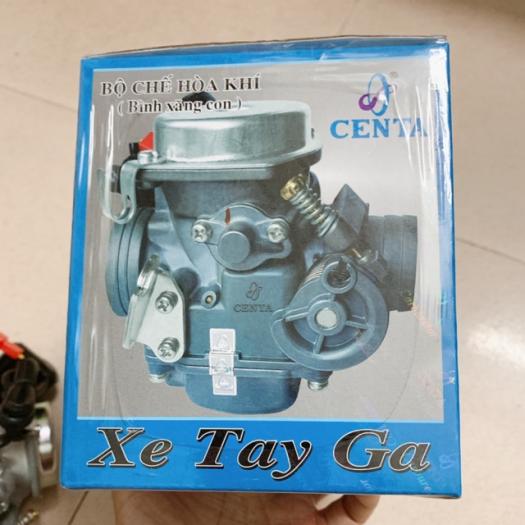 BỘ CHẾ HÒA KHÍ
( Bình xăng con )
CENTA
CENTA
Xe Tay Ga